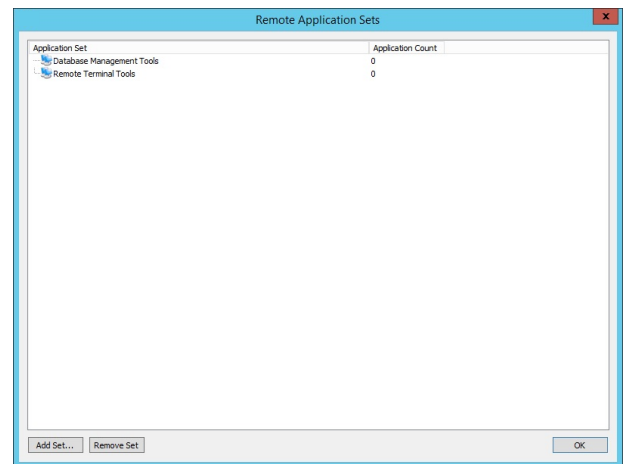 Remote Application Sets
x
Application Set Application Count
Database Management Tools 0
Remote Terminal Tools 0
Add Set... Remove Set OK